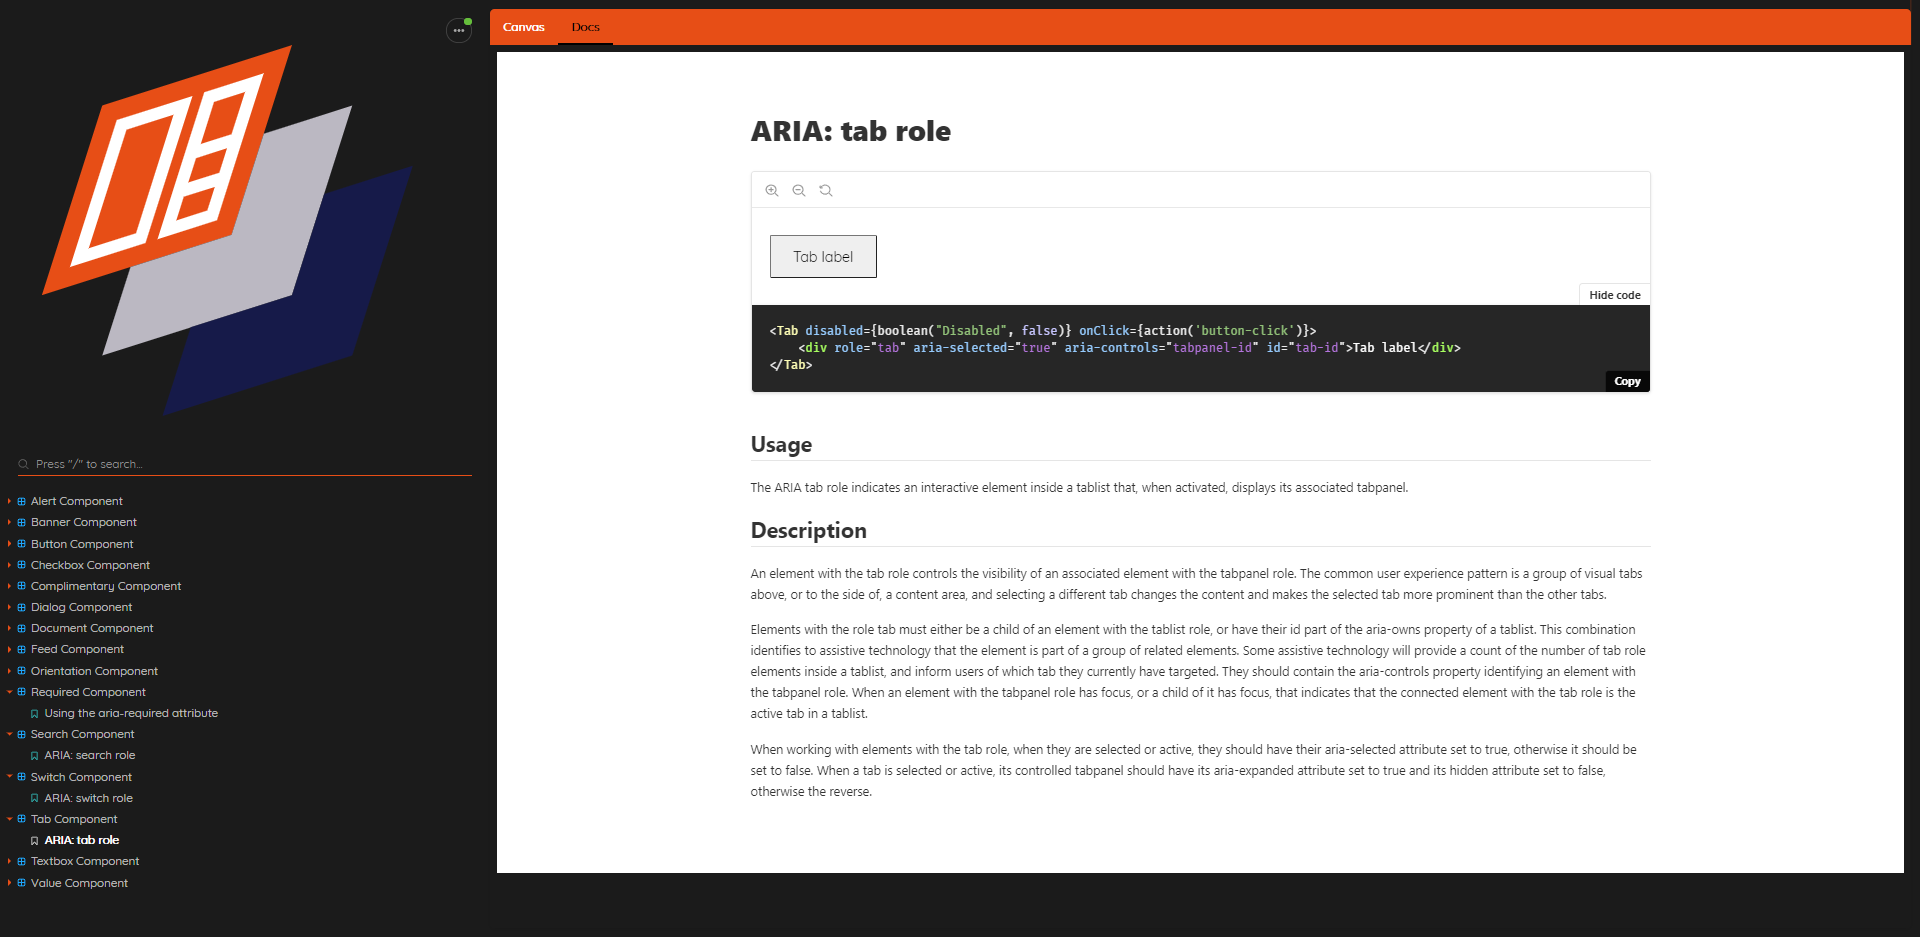 Canvas
Docs
Press "/" to search...
Alert Component
Banner Component
Button Component
Checkbox Component
Complimentary Component
Dialog Component
Document Component
Feed Component
Orientation Component
Required Component
Using the aria-required attribute
Search Component
ARIA: search role
Switch Component
ARIA: switch role
Tab Component
ARIA: tab role
Textbox Component
Value Component
ARIA: tab role
Tab label
Hide code
<Tab disabled={boolean("Disabled", false)} onClick={action('button-click')}>
<div role="tab" aria-selected="true" aria-controls="tabpanel-id" id="tab-id">Tab label</div>
</Tab>
Copy
Usage
The ARIA tab role indicates an interactive element inside a tablist that, when activated, displays its associated tabpanel.
Description
An element with the tab role controls the visibility of an associated element with the tabpanel role. The common user experience pattern is a group of visual tabs
above, or to the side of, a content area, and selecting a different tab changes the content and makes the selected tab more prominent than the other tabs.
Elements with the role tab must either be a child of an element with the tablist role, or have their id part of the aria-owns property of a tablist. This combination
identifies to assistive technology that the element is part of a group of related elements. Some assistive technology will provide a count of the number of tab role
elements inside a tablist, and inform users of which tab they currently have targeted. They should contain the aria-controls property identifying an element with
the tabpanel role. When an element with the tabpanel role has focus, or a child of it has focus, that indicates that the connected element with the tab role is the
active tab in a tablist.
When working with elements with the tab role, when they are selected or active, they should have their aria-selected attribute set to true, otherwise it should be
set to false. When a tab is selected or active, its controlled tabpanel should have its aria-expanded attribute set to true and its hidden attribute set to false,
otherwise the reverse.